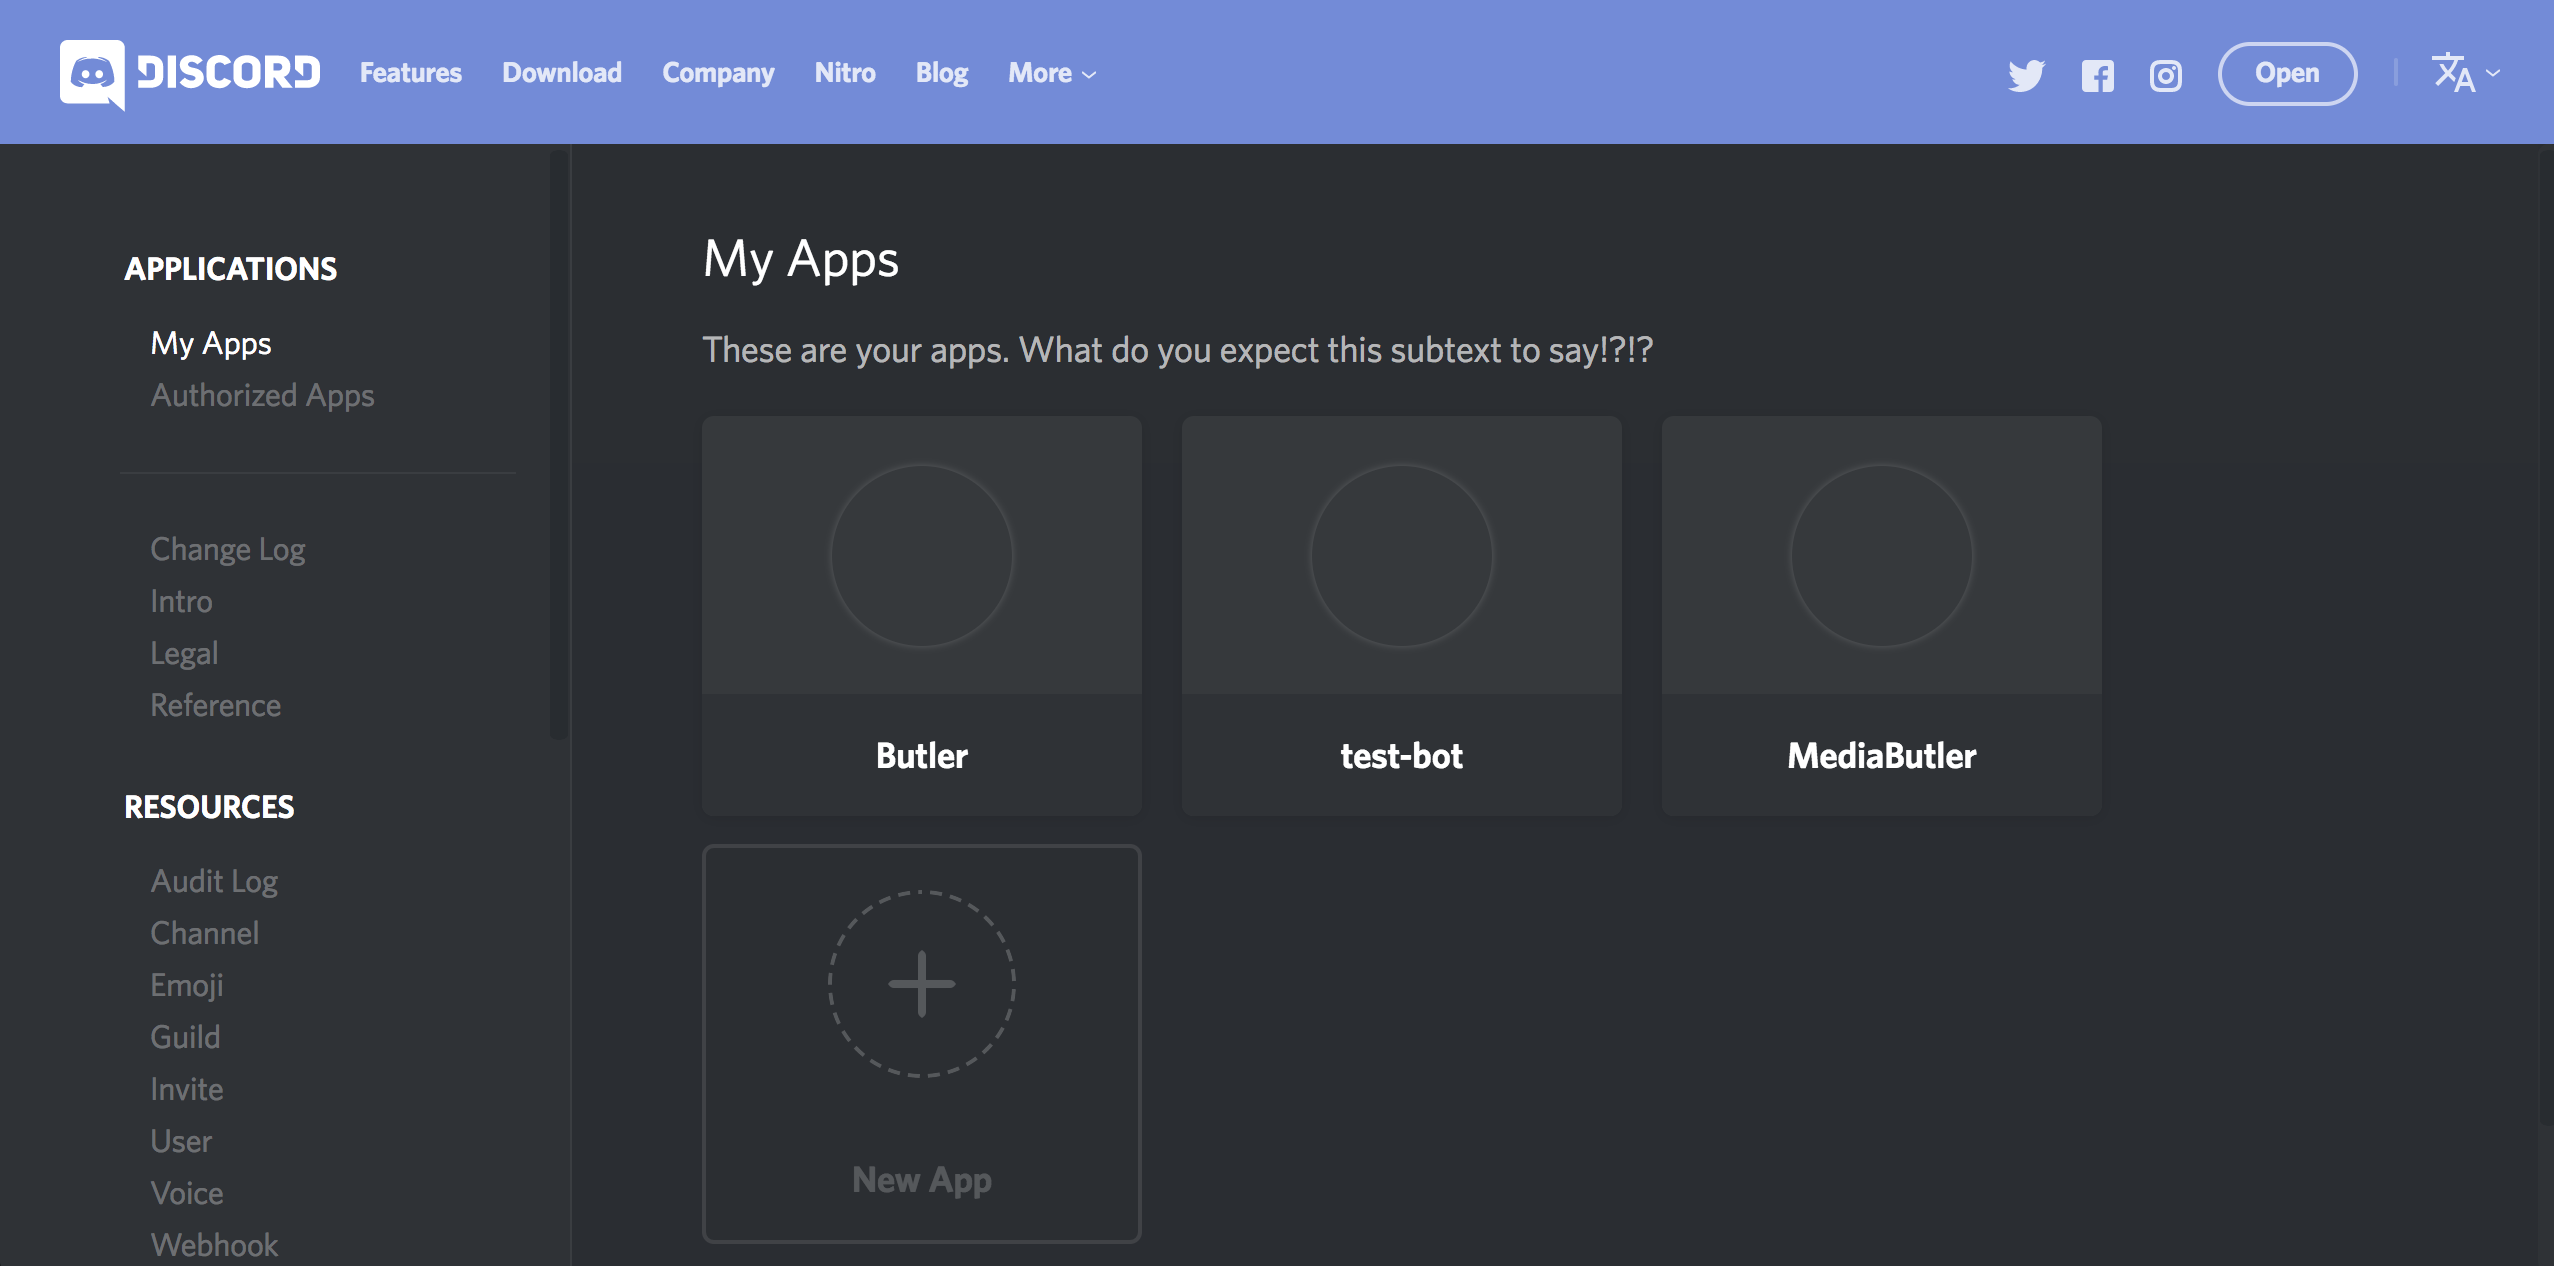 DISCORD Features Download Company Nitro Blog More Open
APPLICATIONS
My Apps
Authorized Apps
Change Log
Intro
Legal
Reference
RESOURCES
Audit Log
Channel
Emoji
Guild
Invite
User
Voice
Webhook
My Apps
These are your apps. What do you expect this subtext to say!?!?
Butler
test-bot
MediaButler
New App